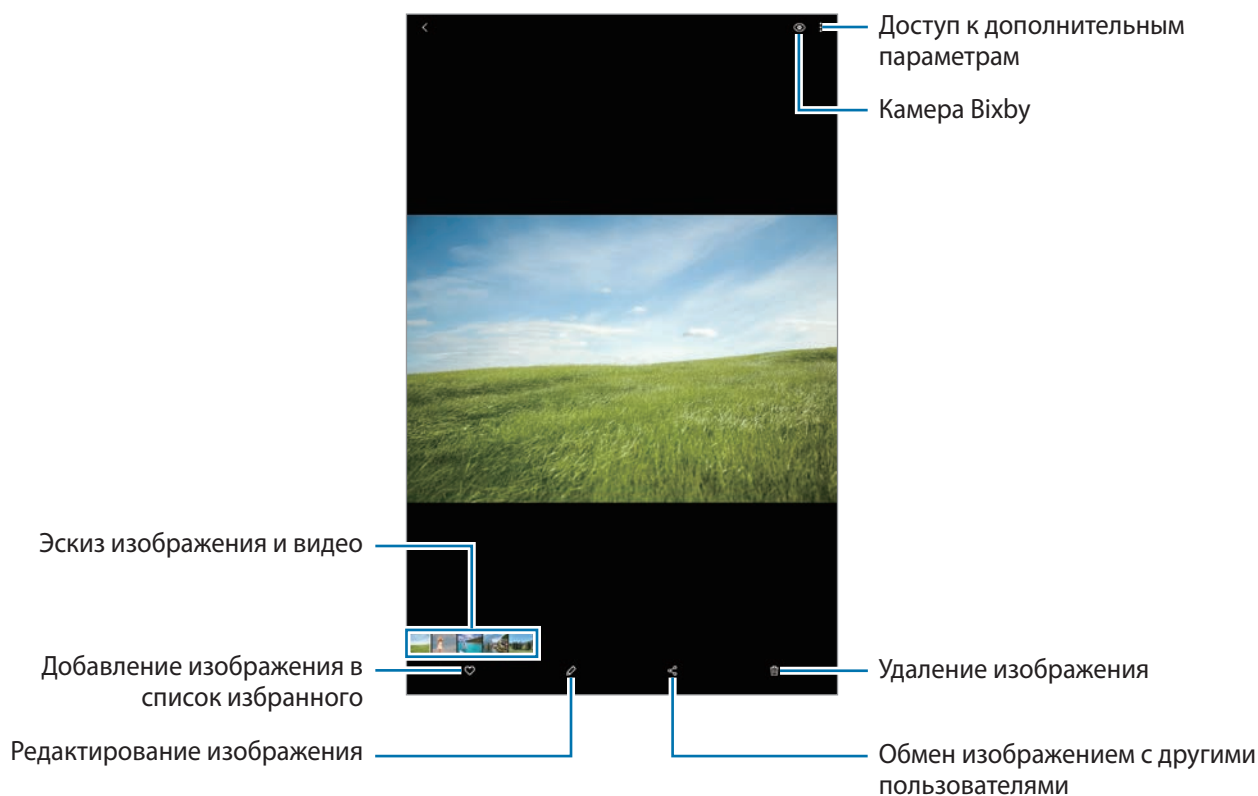 Доступ к дополнительным
параметрам
Камера Bixby
Эскиз изображения и видео
Добавление изображения в
список избранного
Удаление изображения
Редактирование изображения
Обмен изображением с другими
пользователями